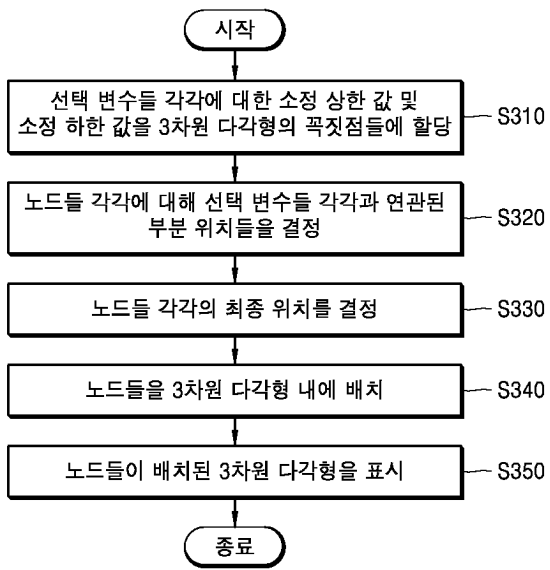 시작
선택 변수들 각각에 대한 소정 상한 값 및
소정 하한 값을 3차원 다각형의 꼭짓점들에 할당
S310
노드들 각각에 대해 선택 변수들 각각과 연관된
부분 위치들을 결정
S320
노드들 각각의 최종 위치를 결정
S330
노드들을 3차원 다각형 내에 배치
S340
노드들이 배치된 3차원 다각형을 표시
S350
종료